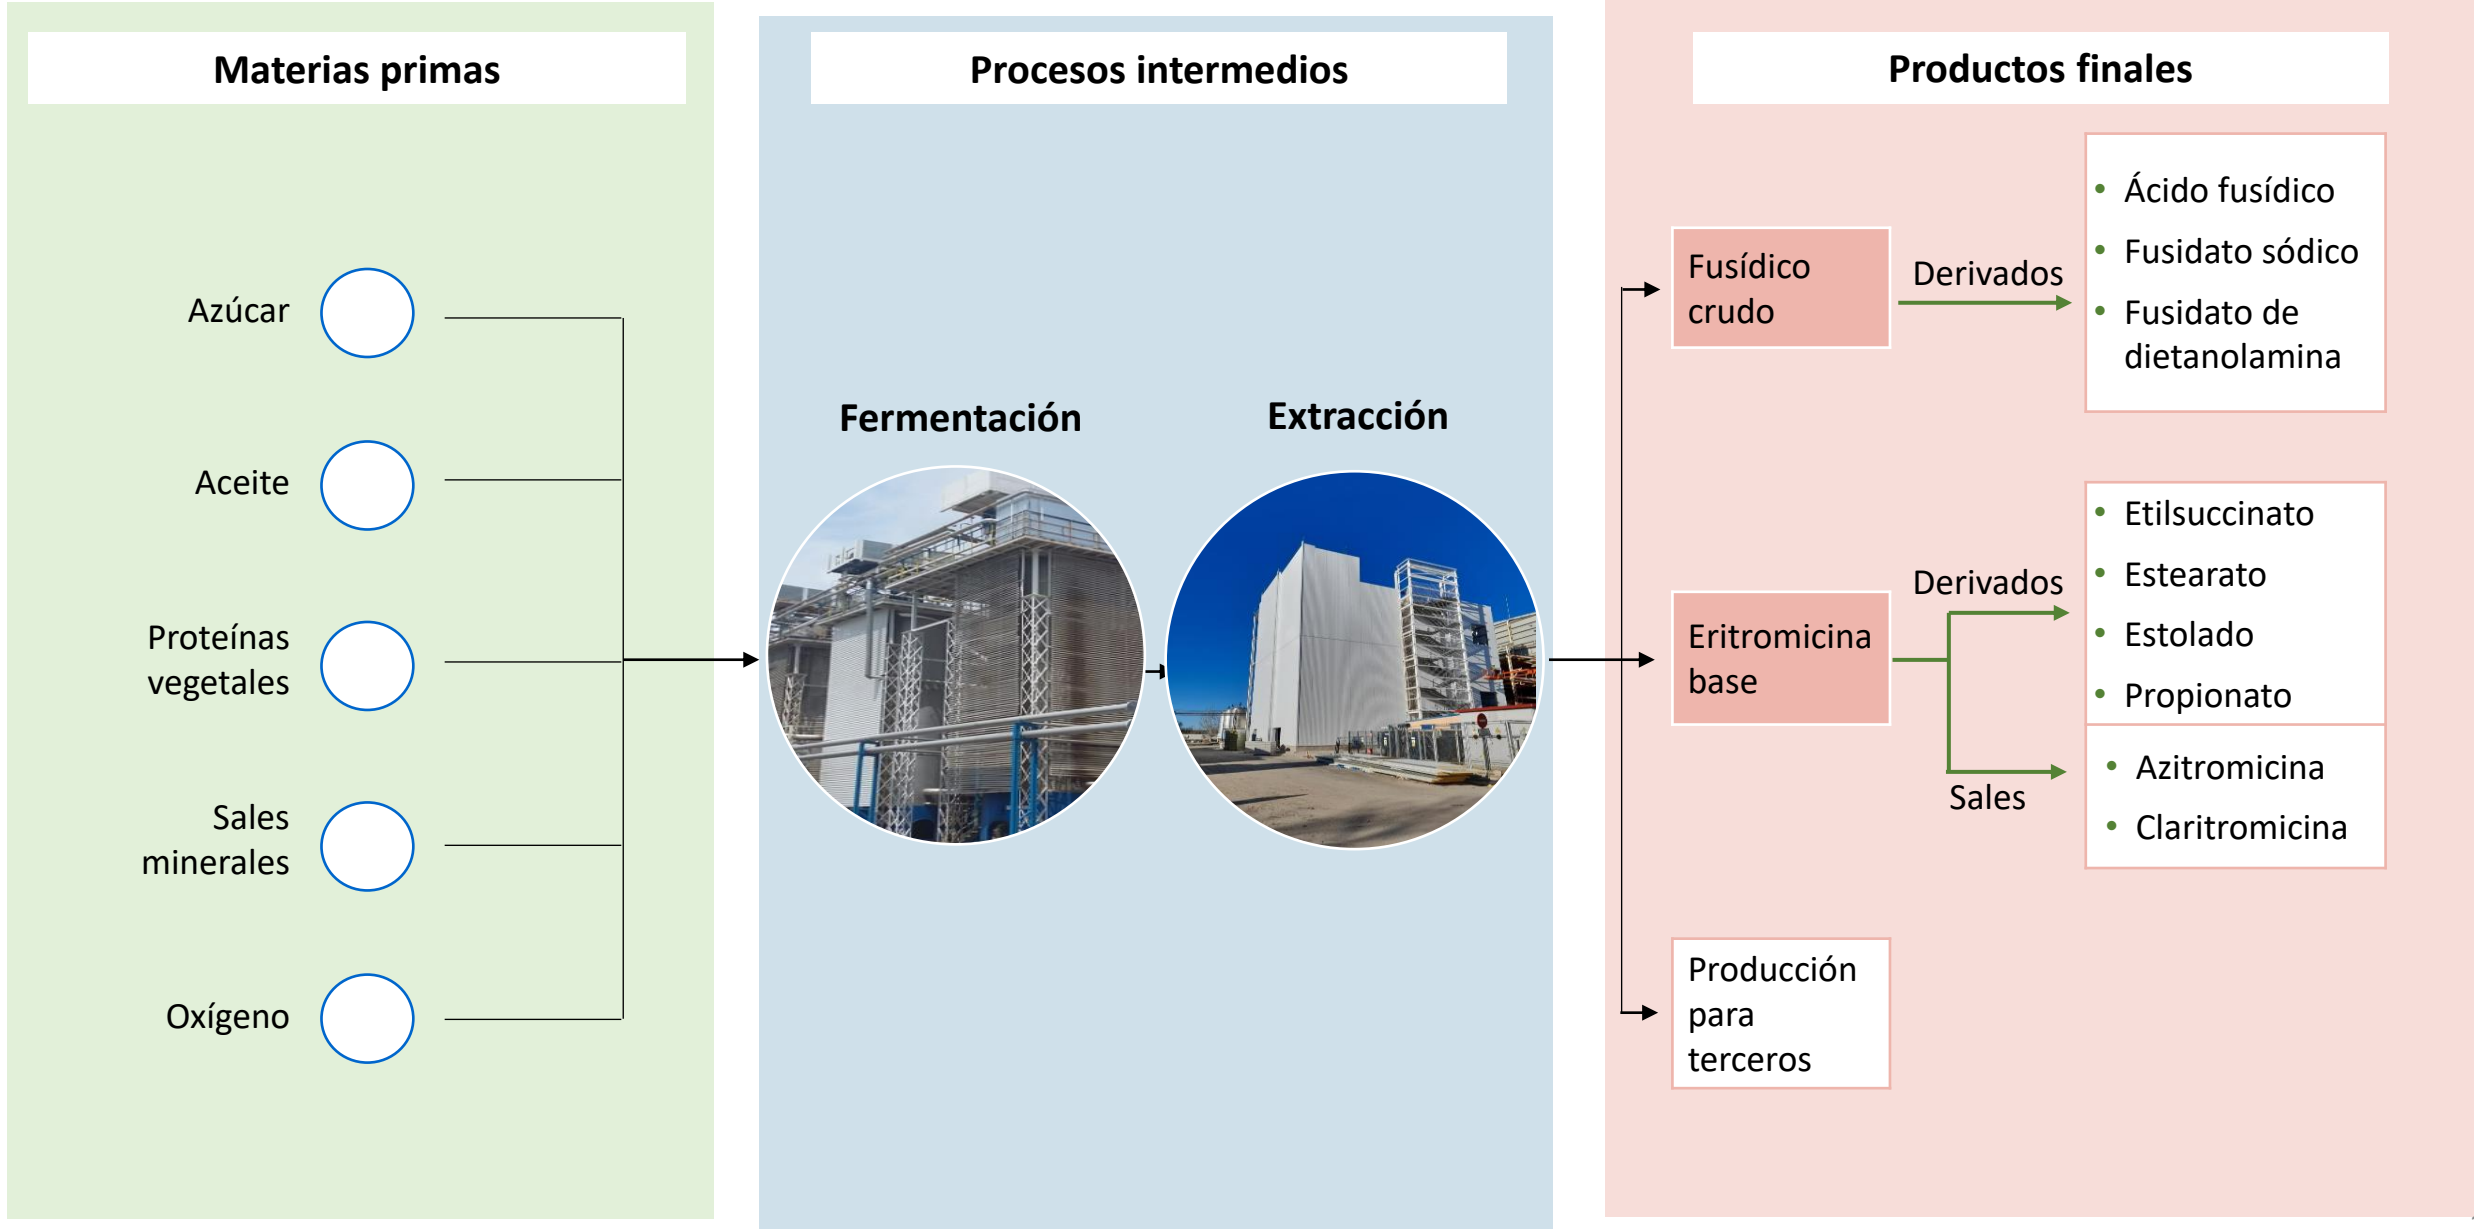 Materias primas
Azúcar
Aceite
Proteínas
vegetales
Sales
minerales
Oxígeno
Procesos intermedios
Fermentación
Extracción
Productos finales
Fusídico
crudo
Derivados
• Ácido fusídico
• Fusidato sódico
• Fusidato de
dietanolamina
Eritromicina
base
Derivados
• Etilsuccinato
• Estearato
• Estolado
• Propionato
Sales
• Azitromicina
• Claritromicina
Producción
para
terceros